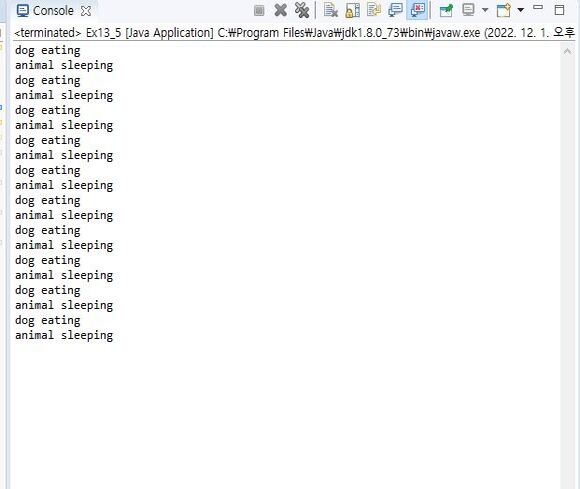 Console
<terminated> Ex13_5 [Java Application] C:₩Program Files₩Java₩jdk1.8.0_73₩bin₩javaw.exe (2022. 12. 1. 오후
dog eating
animal sleeping
dog eating
animal sleeping
dog eating
animal sleeping
dog eating
animal sleeping
dog eating
animal sleeping
dog eating
animal sleeping
dog eating
animal sleeping
dog eating
animal sleeping
dog eating
animal sleeping
dog eating
animal sleeping